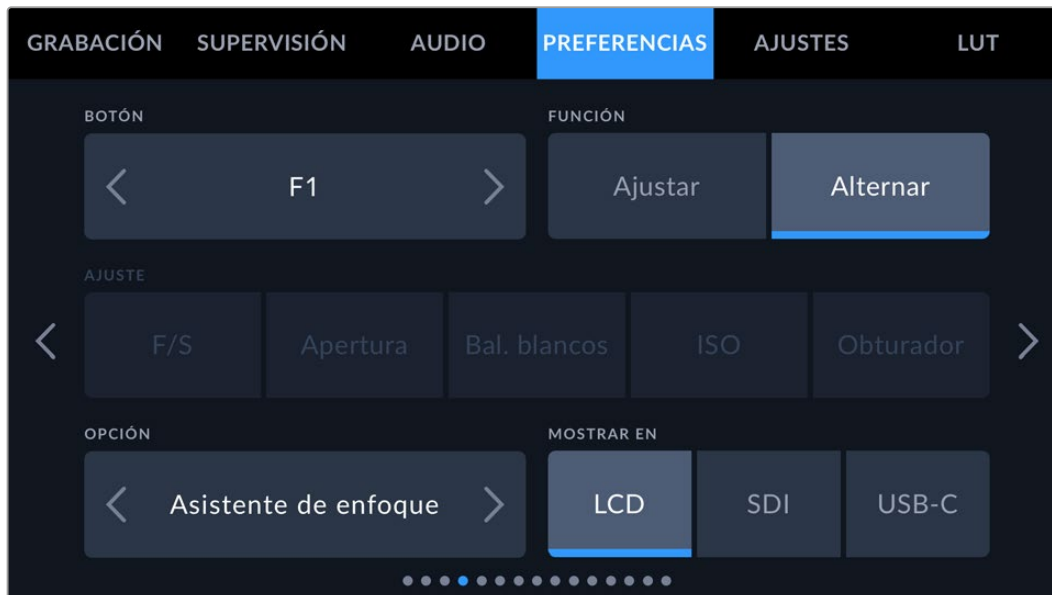 GRABACIÓN SUPERVISIÓN AUDIO PREFERENCIAS AJUSTES LUT
BOTÓN FUNCIÓN
F1 Ajustar Alternar
AJUSTE
F/S Apertura Bal. blancos ISO Obturador
OPCIÓN MOSTRAR EN
Asistente de enfoque LCD SDI USB-C